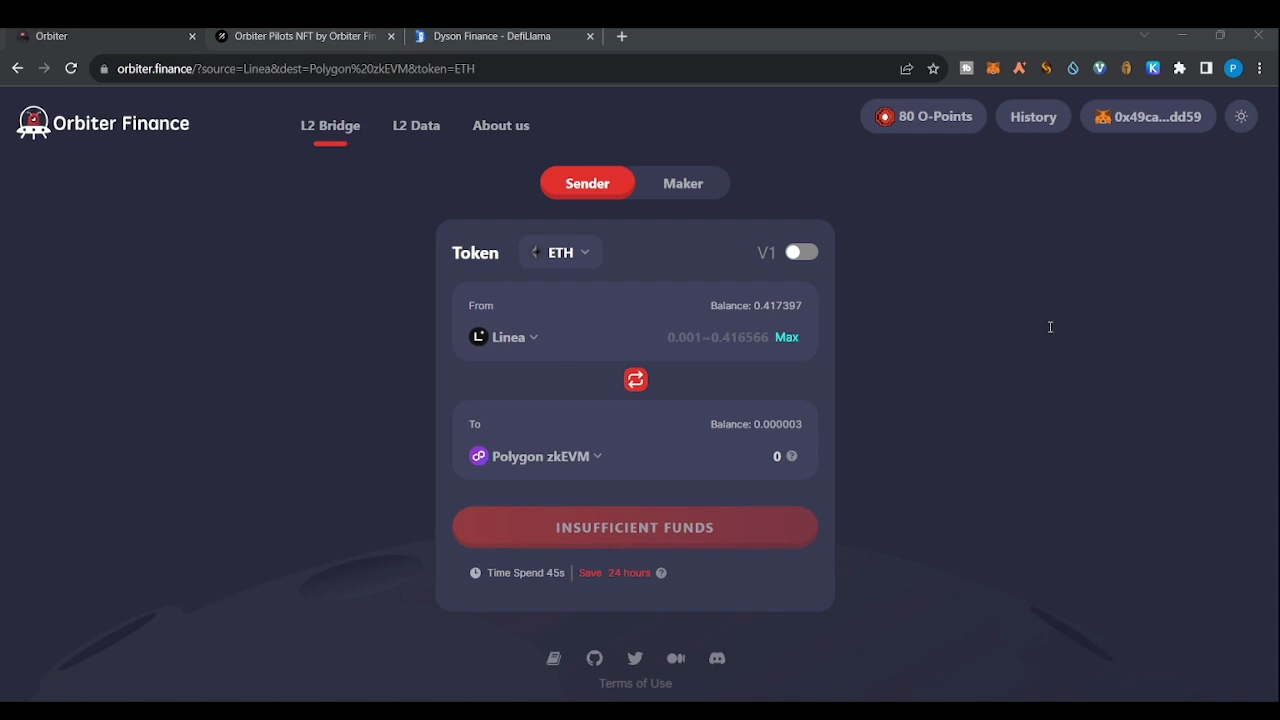 Orbiter
Orbiter Pilots NFT by Orbiter Fin
Dyson Finance - DefiLlama
orbiter.finance/?source=Linea&dest=Polygon%20zkEVM&token=ETH
Orbiter Finance
L2 Bridge
L2 Data
About us
80 O-Points
History
0x49ca...dd59
Sender
Maker
Token
ETH
V1
From
Balance: 0.417397
Linea
0.001~0.416566 Max
To
Balance: 0.000003
Polygon zkEVM
0
INSUFFICIENT FUNDS
Time Spend 45s
Save 24 hours
Terms of Use